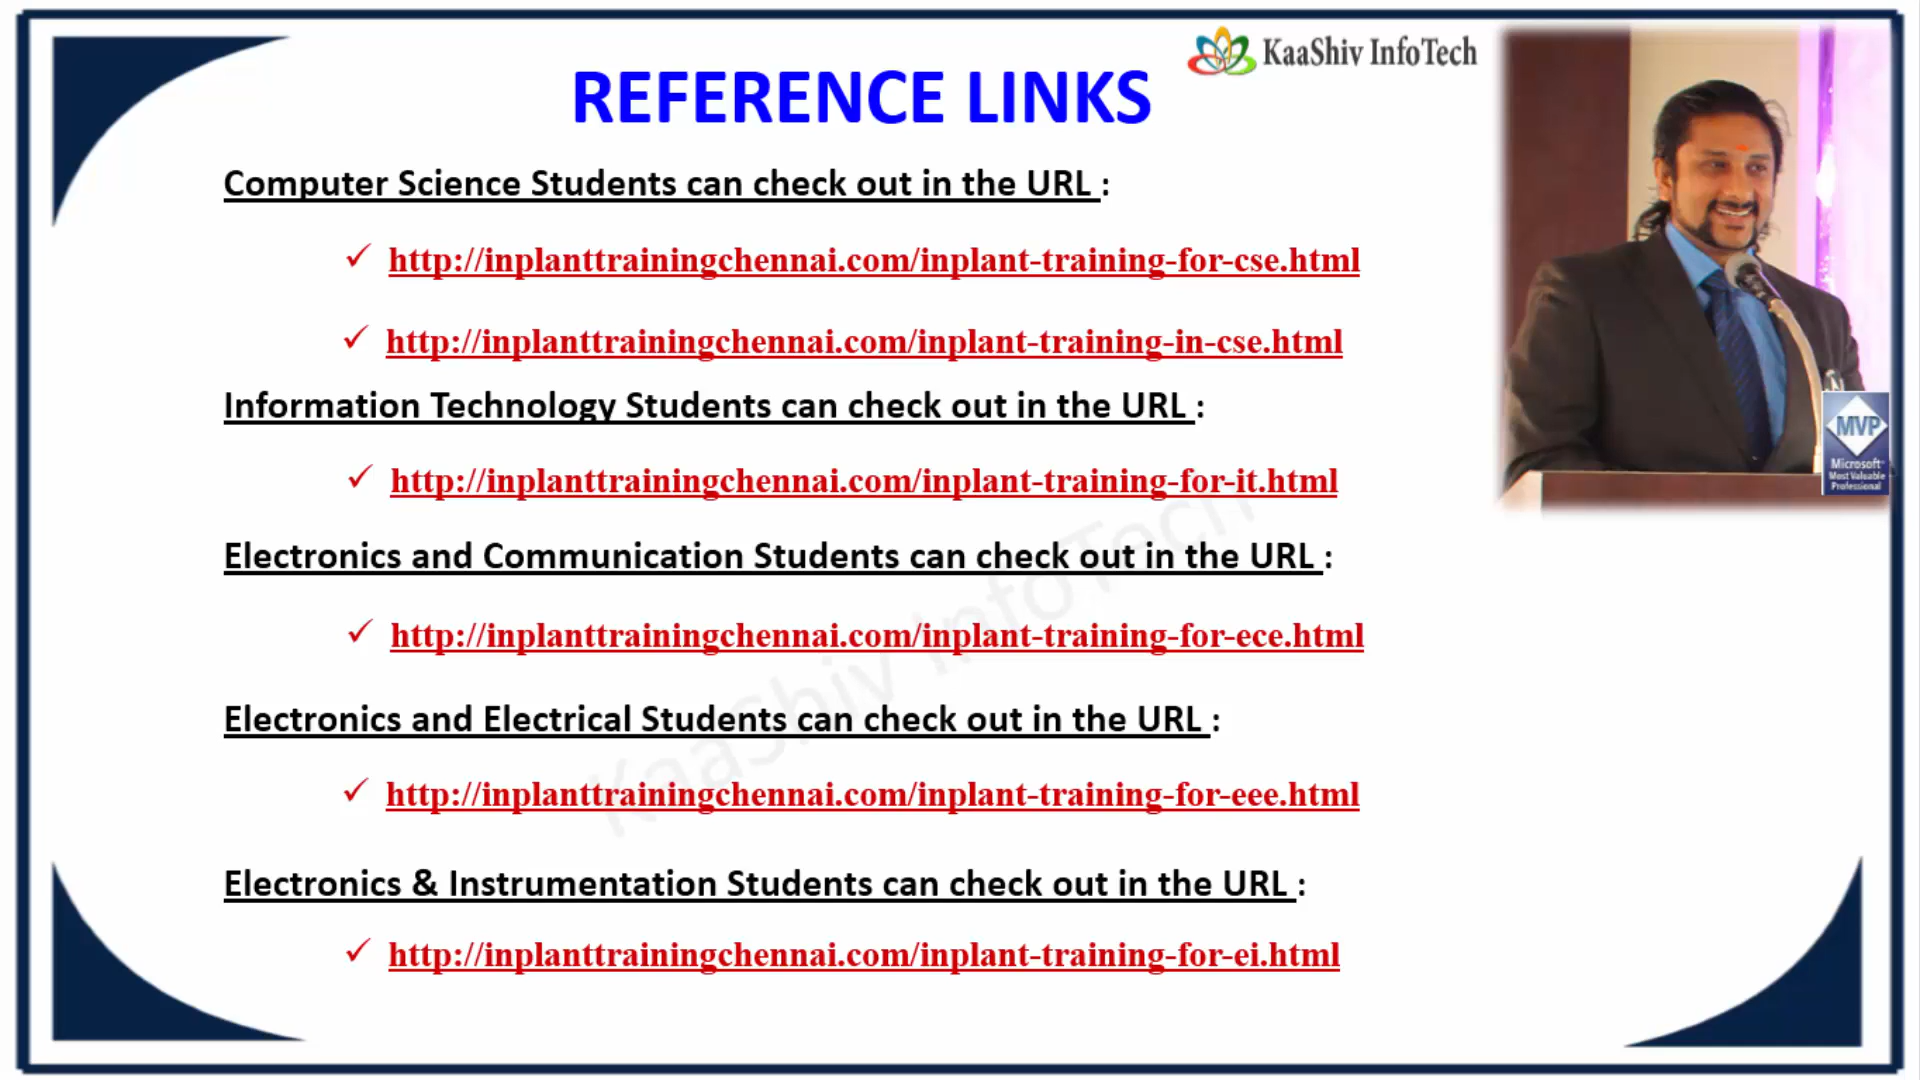 KaaShiv InfoTech
REFERENCE LINKS
Computer Science Students can check out in the URL :
✓ http://inplanttrainingchennai.com/inplant-training-for-cse.html
✓ http://inplanttrainingchennai.com/inplant-training-in-cse.html
Information Technology Students can check out in the URL :
✓ http://inplanttrainingchennai.com/inplant-training-for-it.html
Electronics and Communication Students can check out in the URL :
✓ http://inplanttrainingchennai.com/inplant-training-for-ece.html
Electronics and Electrical Students can check out in the URL :
✓ http://inplanttrainingchennai.com/inplant-training-for-eee.html
Electronics & Instrumentation Students can check out in the URL :
✓ http://inplanttrainingchennai.com/inplant-training-for-ei.html
MVP
Microsoft
Most Valuable
Professional
KaaShiv InfoTech